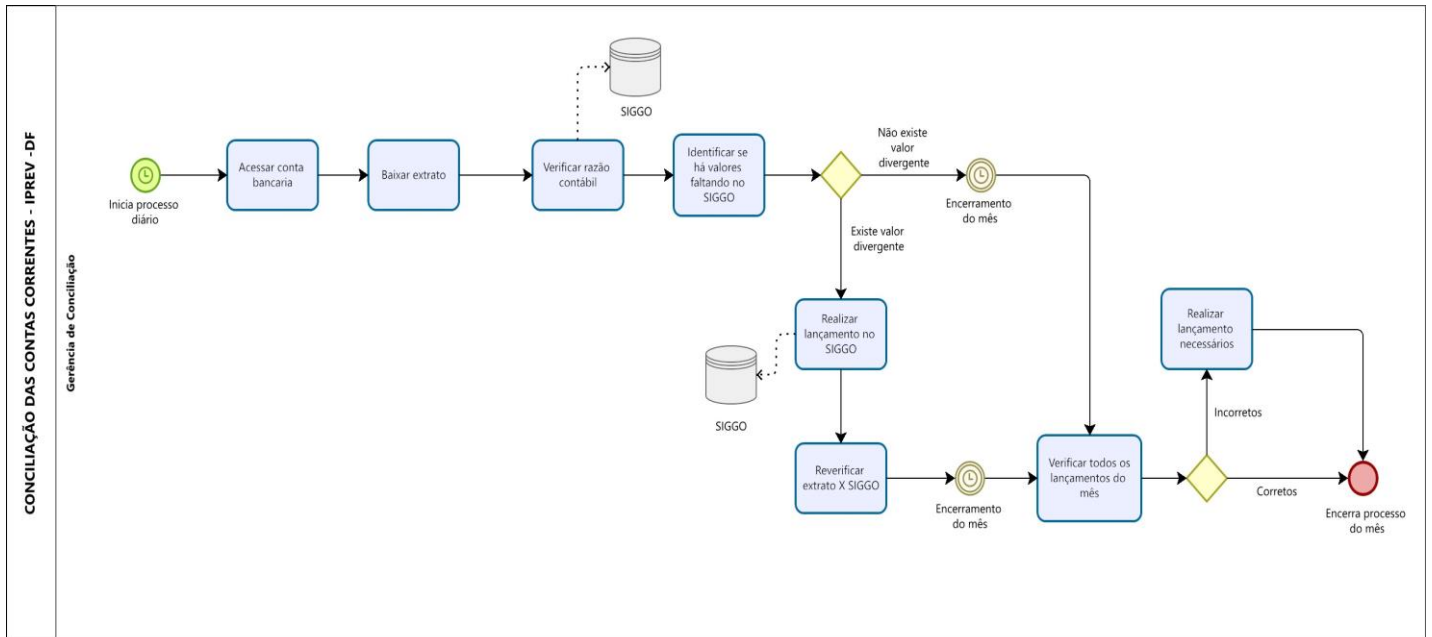 CONCILIAÇÃO DAS CONTAS CORRENTES - IPREV -DF
Gerência de Conciliação
Inicia processo
diário
Acessar conta
bancaria
Baixar extrato
Verificar razão
contábil
SIGGO
Identificar se
há valores
faltando no
SIGGO
Não existe
valor
divergente
Encerramento
do mês
Existe valor
divergente
Realizar
lançamento no
SIGGO
SIGGO
Reverificar
extrato X SIGGO
Encerramento
do mês
Verificar todos os
lançamentos do
mês
Realizar
lançamento
necessários
Incorretos
Corretos
Encerra processo
do mês